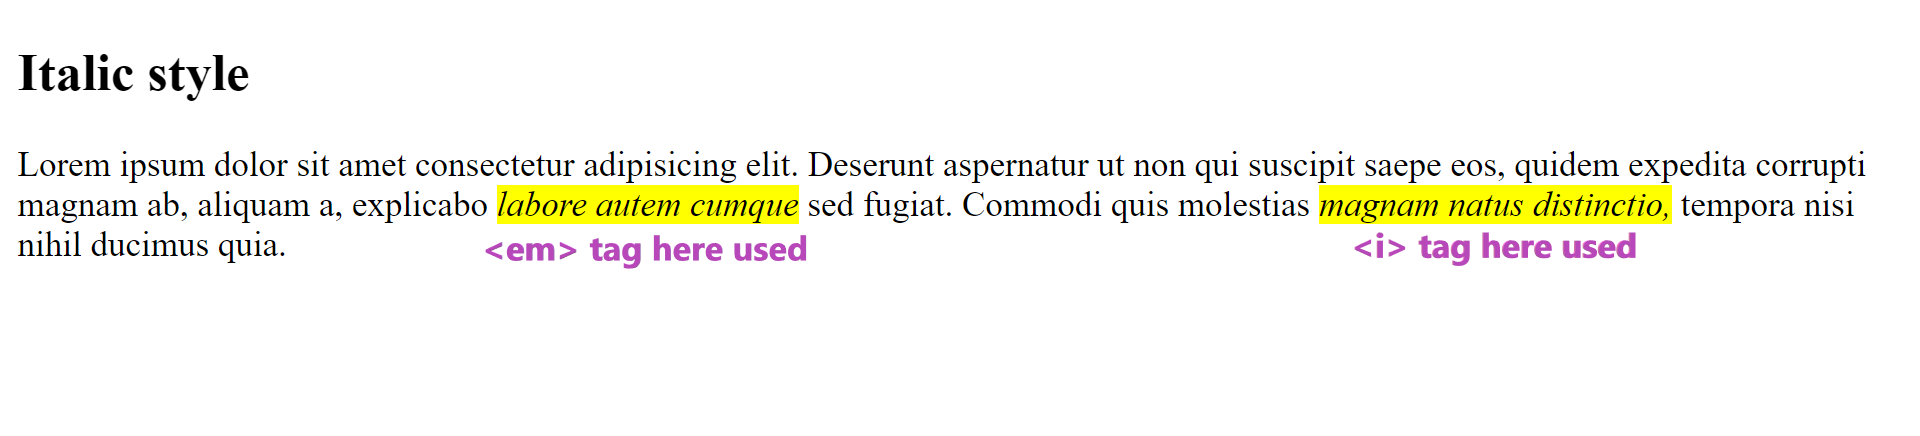 Italic style
Lorem ipsum dolor sit amet consectetur adipisicing elit. Deserunt aspernatur ut non qui suscipit saepe eos, quidem expedita corrupti
magnam ab, aliquam a, explicabo labore autem cumque sed fugiat. Commodi quis molestias magnam natus distinctio, tempora nisi
nihil ducimus quia.
<em> tag here used
<i> tag here used